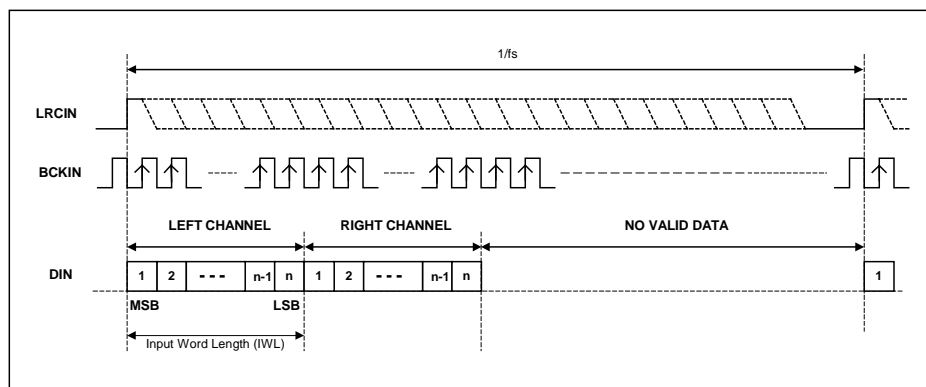 1/fs
LRCIN
BCKIN
LEFT CHANNEL RIGHT CHANNEL NO VALID DATA
DIN 1 2 --- n-1 n 1 2 --- n-1 n 1
MSB LSB
Input Word Length (IWL)